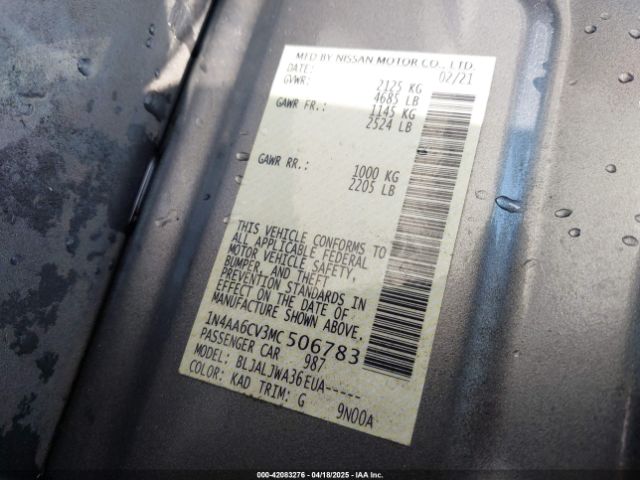 MFD BY NISSAN MOTOR CO., LTD.
DATE: 02/21
GVWR: 2125 KG
4685 LB
GAWR FR.: 1145 KG
2524 LB
GAWR RR.: 1000 KG
2205 LB
THIS VEHICLE CONFORMS TO
ALL APPLICABLE FEDERAL
MOTOR VEHICLE SAFETY,
BUMPER, AND THEFT
PREVENTION STANDARDS IN
EFFECT ON THE DATE OF
MANUFACTURE SHOWN ABOVE.
1N4AA6CV3MC506783
PASSENGER CAR 987
MODEL: BLJALJWA36EUA-----
COLOR: KAD TRIM: G 9N00A
000-42083276 - 04/18/2025 - IAA Inc.